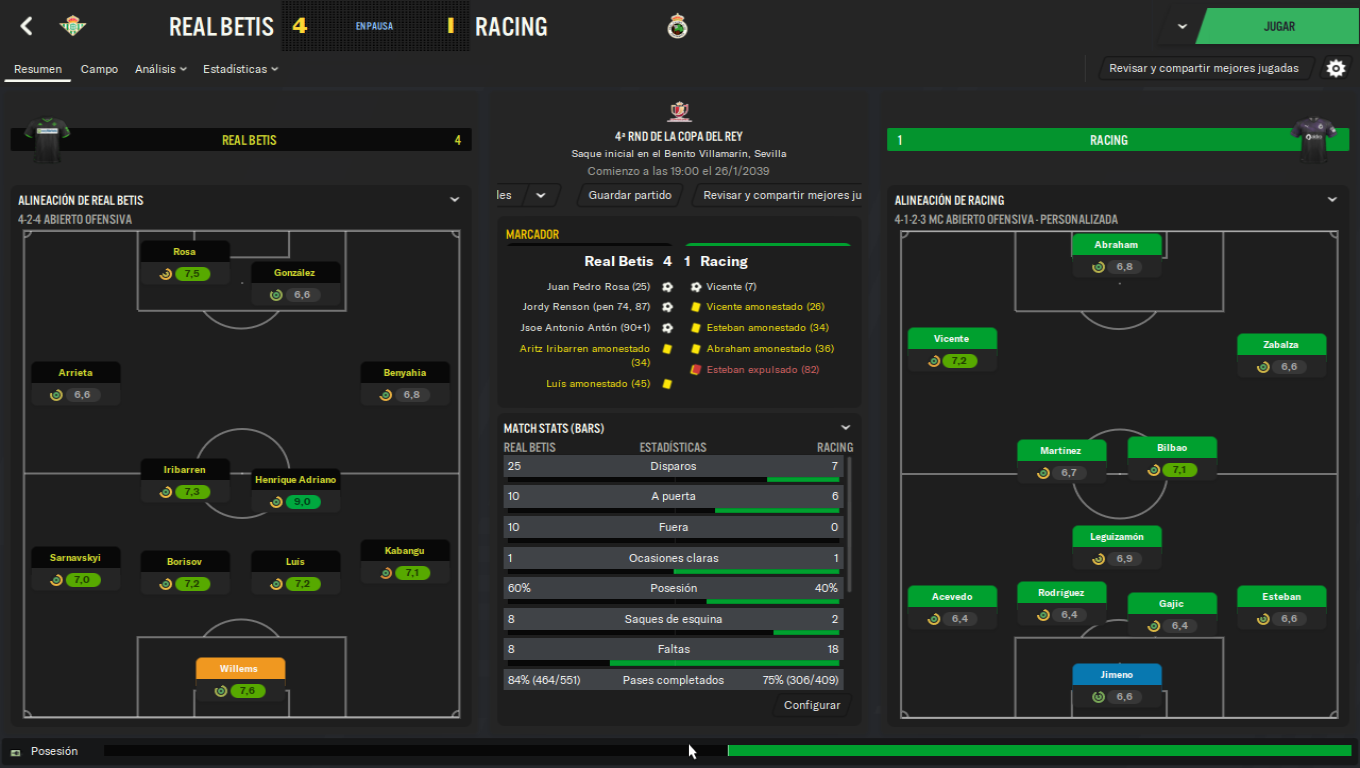 REAL BETIS 4 EN PAUSA 1 RACING
JUGAR
Resumen Campo Análisis Estadísticas
Revisar y compartir mejores jugadas
REAL BETIS 4
ALINEACIÓN DE REAL BETIS
4-2-4 ABIERTO OFENSIVA
Rosa
7,5
González
6,6
Arrieta
6,6
Benyahia
6,8
Iribarren
7,3
Henrique Adriano
9,0
Sarnavskyi
7,0
Borisov
7,2
Luis
7,2
Kabangu
7,1
Willems
7,6
4ª RND DE LA COPA DEL REY
Saque inicial en el Benito Villamarín, Sevilla
Comienzo a las 19:00 el 26/1/2039
les
Guardar partido
Revisar y compartir mejores ju
MARCADOR
Real Betis 4 1 Racing
Juan Pedro Rosa (25)
Vicente (7)
Jordy Renson (pen 74, 87)
Vicente amonestado (26)
Jsoe Antonio Antón (90+1)
Esteban amonestado (34)
Aritz Iribarren amonestado
(34)
Abraham amonestado (36)
Esteban expulsado (82)
Luis amonestado (45)
MATCH STATS (BARS)
REAL BETIS ESTADÍSTICAS RACING
25 Disparos 7
10 A puerta 6
10 Fuera 0
1 Ocasiones claras 1
60% Posesión 40%
8 Saques de esquina 2
8 Faltas 18
84% (464/551) Pases completados 75% (306/409)
Configurar
1 RACING
ALINEACIÓN DE RACING
4-1-2-3 MC ABIERTO OFENSIVA - PERSONALIZADA
Abraham
6,8
Vicente
7,2
Zabalza
6,6
Martínez
6,7
Bilbao
7,1
Leguizamón
6,9
Acevedo
6,4
Rodríguez
6,4
Gajic
6,4
Esteban
6,6
Jimeno
6,6
Posesión